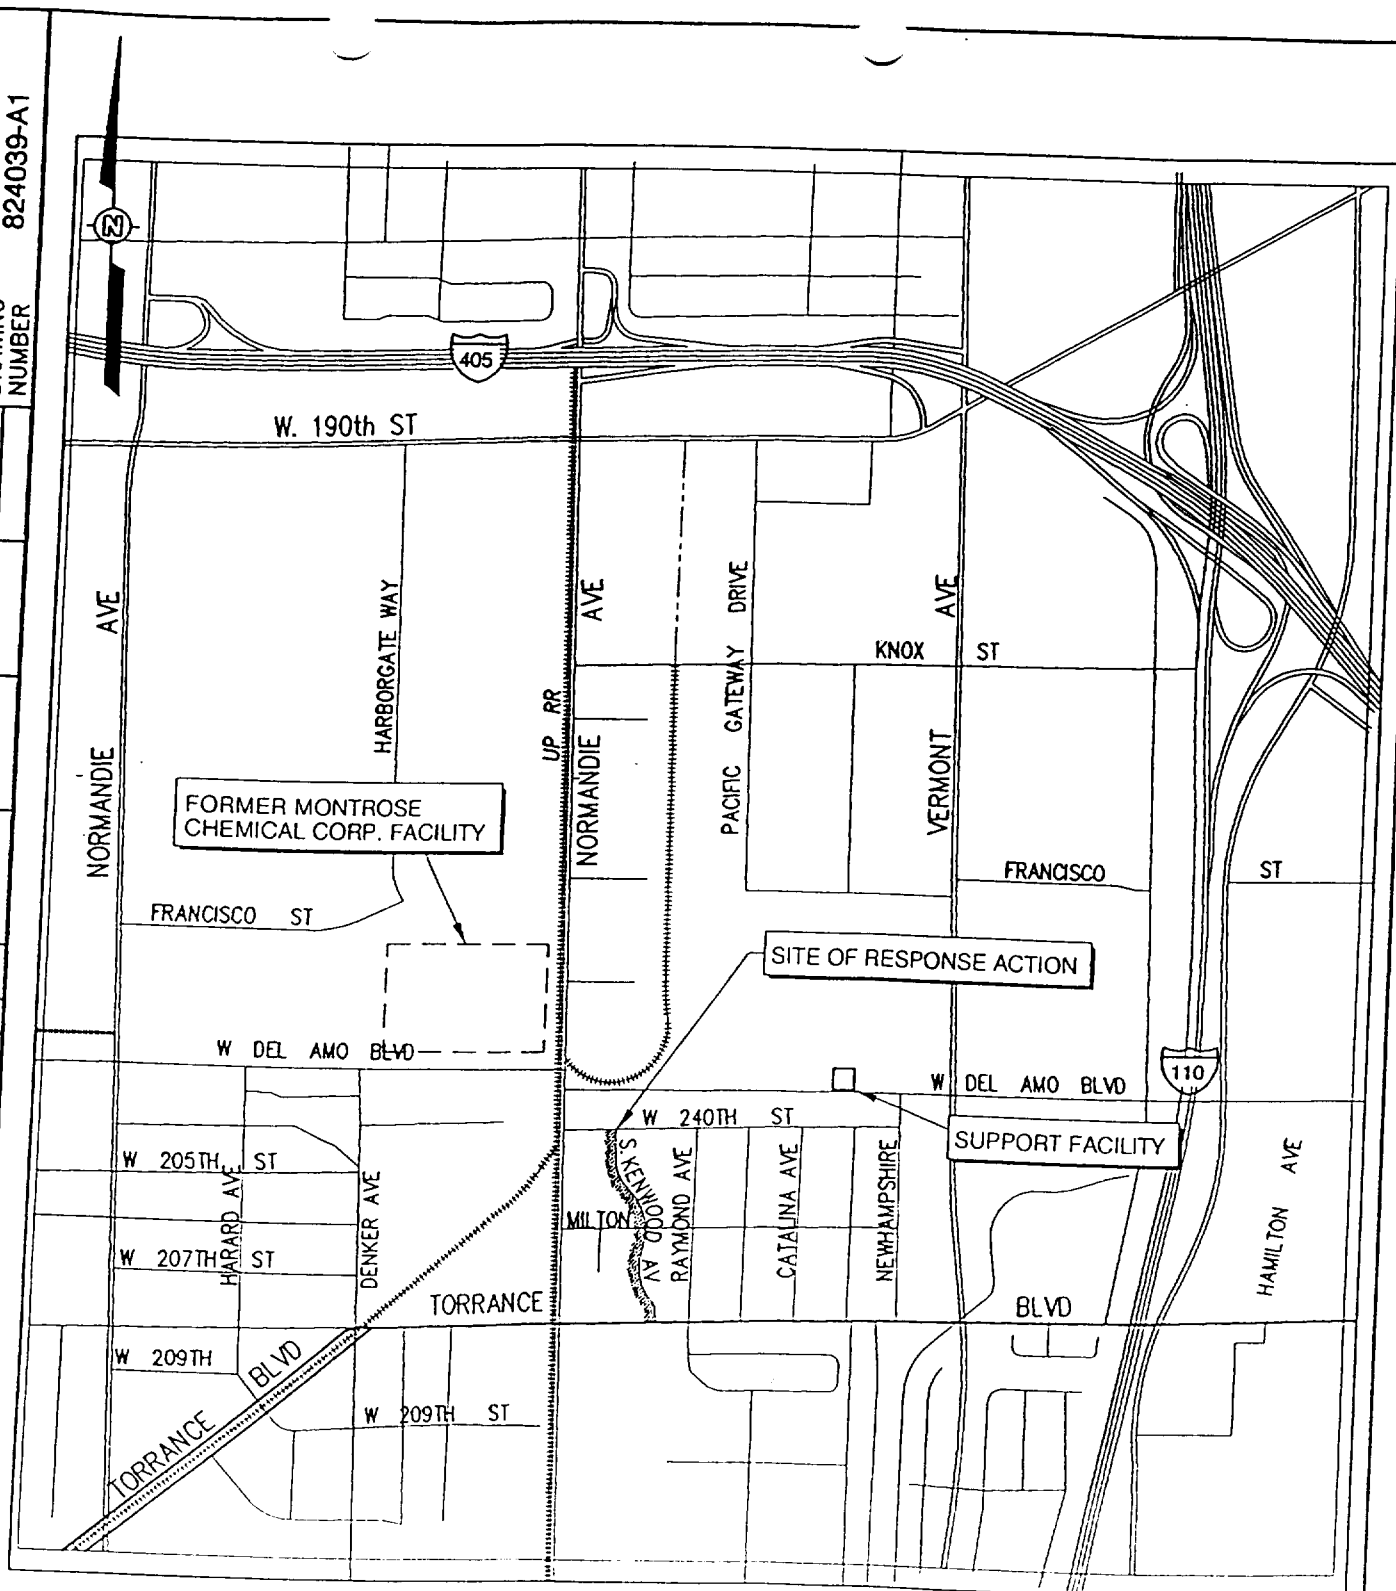 824039-A1
NUMBER
N
405
W. 190th ST
NORMANDIE AVE
HARBORGATE WAY
UP RR
NORMANDIE AVE
PACIFIC GATEWAY DRIVE
VERMONT AVE
KNOX ST
FORMER MONTROSE
CHEMICAL CORP. FACILITY
FRANCISCO ST
FRANCISCO ST
SITE OF RESPONSE ACTION
W DEL AMO BLVD
W DEL AMO BLVD
110
SUPPORT FACILITY
W 240TH ST
W 205TH ST
HARARD AVE
DENKER AVE
MILTON
S. KENWOOD AV
RAYMOND AVE
CATALINA AVE
NEWHAMPSHIRE
HAMILTON AVE
W 207TH ST
TORRANCE BLVD
W 209TH
TORRANCE BLVD
W 209TH ST